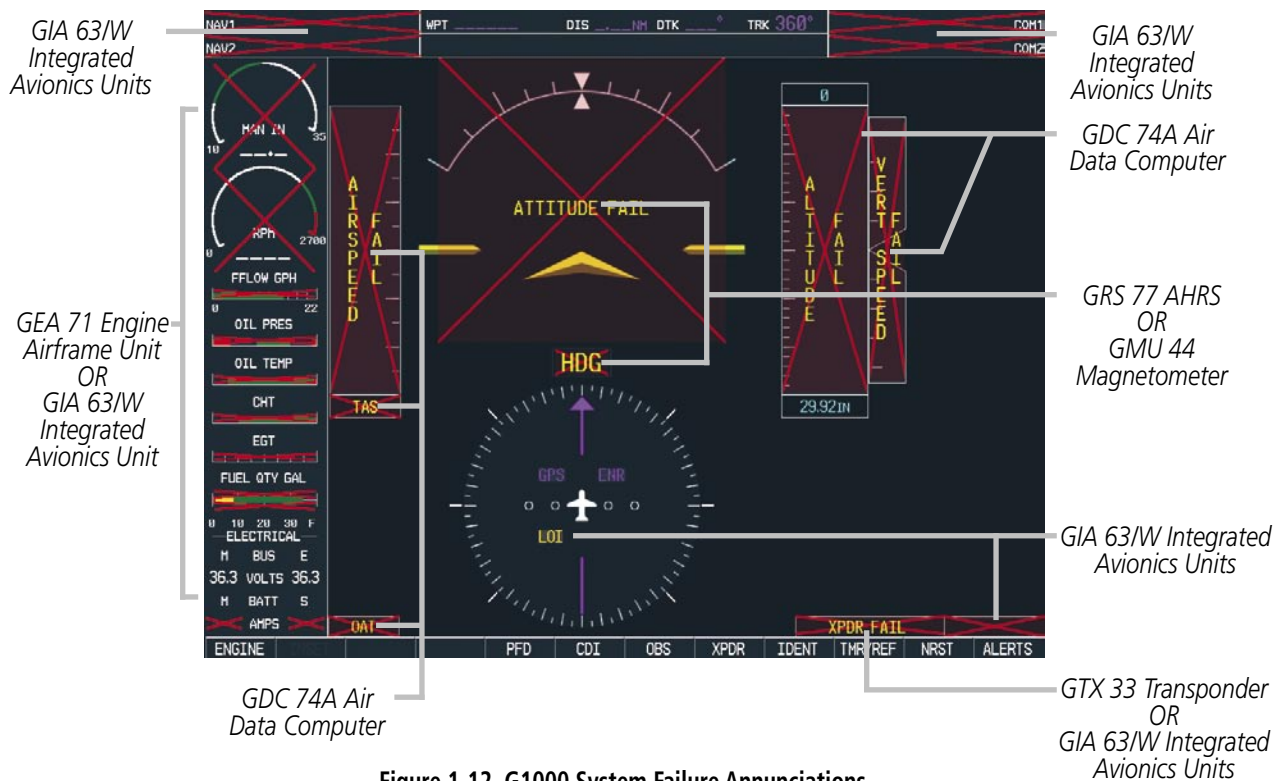 GIA 63/W
Integrated
Avionics Units
NAV1
NAV2
WPT _______ DIS __._NM DTK ___° TRK 360°
COM1
COM2
GIA 63/W
Integrated
Avionics Units
GDC 74A Air
Data Computer
GEA 71 Engine
Airframe Unit
OR
GIA 63/W
Integrated
Avionics Unit
MAN IN
10 35
RPM
0 2700
FFLOW GPH
0 22
OIL PRES
OIL TEMP
CHT
EGT
FUEL QTY GAL
0 10 20 30 F
ELECTRICAL
M BUS E
36.3 VOLTS 36.3
M BATT S
AMPS
AIRSPEED FAIL
TAS
OAT
ATTITUDE FAIL
HDG
GPS ENR
LOI
0
ALTITUDE FAIL
29.92IN
VERT SPEED FAIL
GRS 77 AHRS
OR
GMU 44
Magnetometer
GIA 63/W Integrated
Avionics Units
XPDR FAIL
ENGINE PFD CDI OBS XPDR IDENT TMR/REF NRST ALERTS
GDC 74A Air
Data Computer
GTX 33 Transponder
OR
GIA 63/W Integrated
Avionics Units
Figure 1-12 G1000 System Failure Annunciations